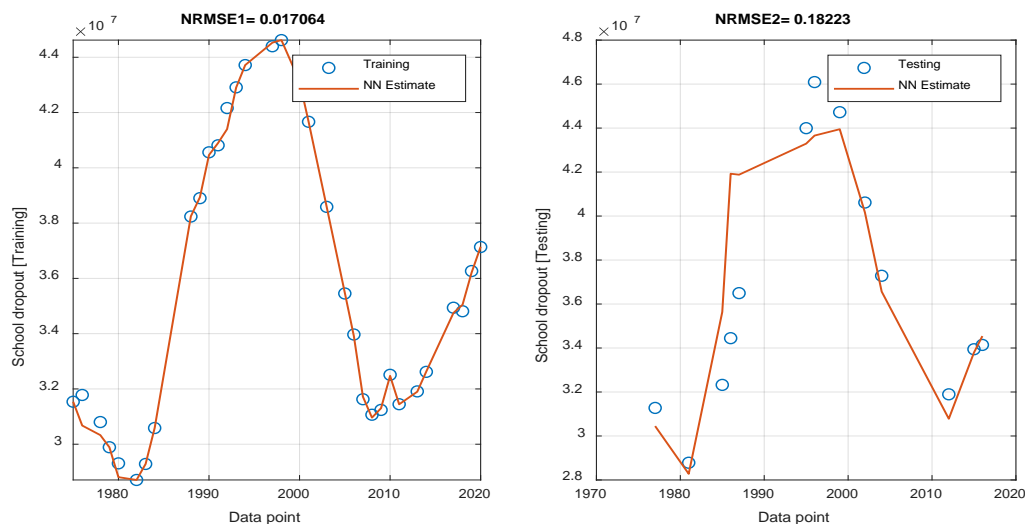 NRMSE1= 0.017064
× 10 7
4.4
4.2
4
3.8
3.6
3.4
3.2
3
School dropout [Training]
1980
1990
2000
2010
2020
Data point
Training
NN Estimate
NRMSE2= 0.18223
× 10 7
4.8
4.6
4.4
4.2
4
3.8
3.6
3.4
3.2
3
2.8
School dropout [Testing]
1970
1980
1990
2000
2010
2020
Data point
Testing
NN Estimate